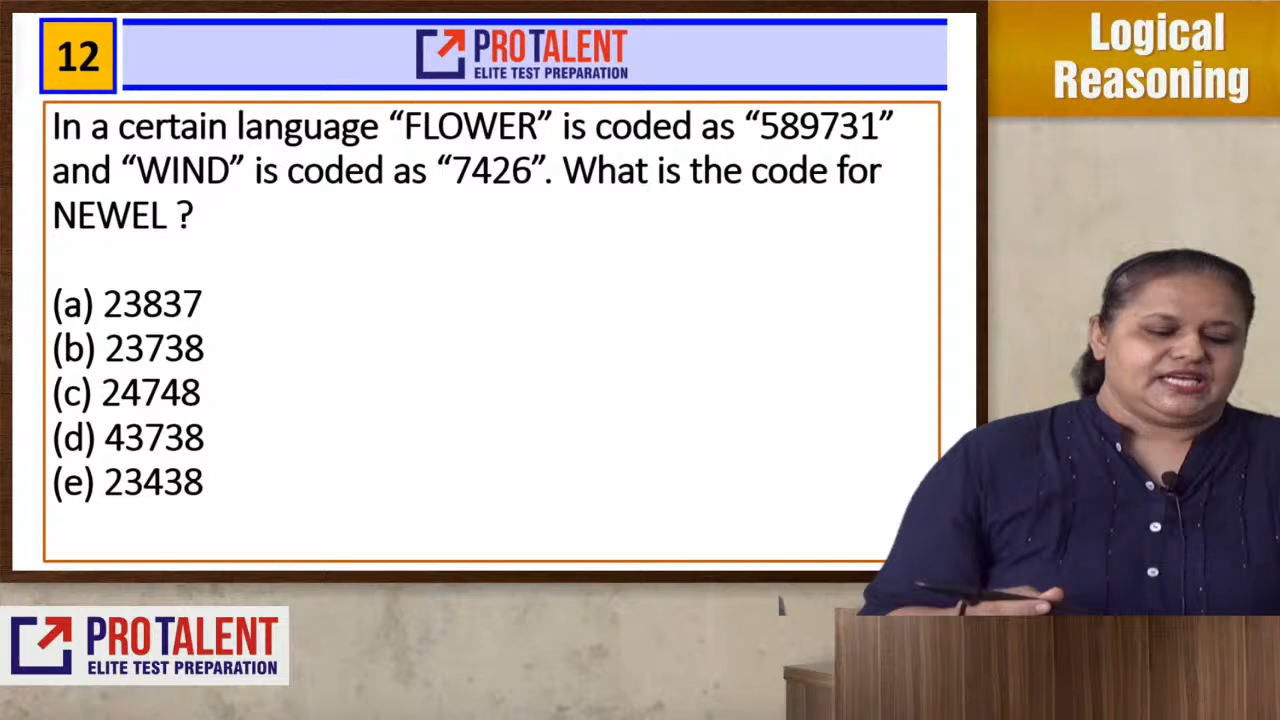 12
PROTALENT
ELITE TEST PREPARATION
Logical
Reasoning
In a certain language “FLOWER” is coded as “589731”
and “WIND” is coded as “7426”. What is the code for
NEWEL ?
(a) 23837
(b) 23738
(c) 24748
(d) 43738
(e) 23438
PROTALENT
ELITE TEST PREPARATION